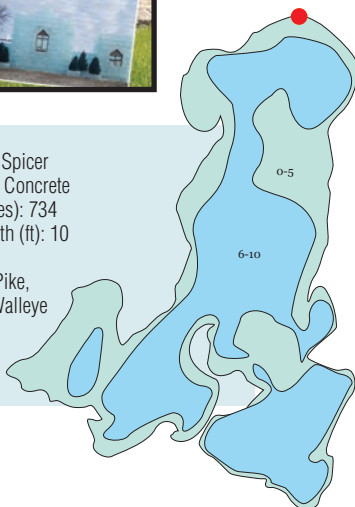 Spicer
Concrete
es): 734
th (ft): 10
Pike,
Walleye
0-5
6-10